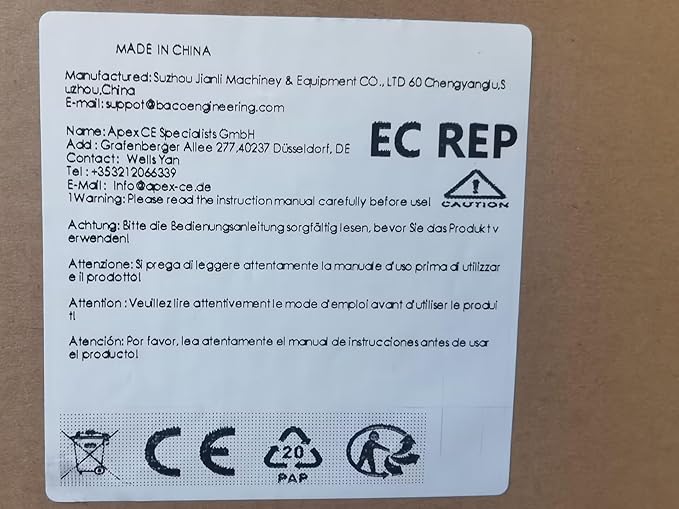 MADE IN CHINA
Manufactured: Suzhou Jianli Machiney & Equipment CO., LTD 60 Chengyanglu,S
uzhou,China
E-mail: suppot@bacoengineering.com
Name: Apex CE Specialists GmbH
Add : Grafenberger Allee 277,40237 Düsseldorf, DE
Contact: Wells Yan
Tel : +353212066339
E-Mail: Info@apex-ce.de
EC REP
1Warning: Please read the instruction manual carefully before use!
CAUTION
Achtung: Bitte die Bedienungsanleitung sorgfältig lesen, bevor Sie das Produkt v
erwenden!
Attenzione: Si prega di leggere attentamente la manuale d'uso prima di utilizzar
e il prodotto!
Attention : Veuillez lire attentivement le mode d'emploi avant d'utiliser le produi
t!
Atención: Por favor, lea atentamente el manual de instrucciones antes de usar
el producto!
CE
20
PAP